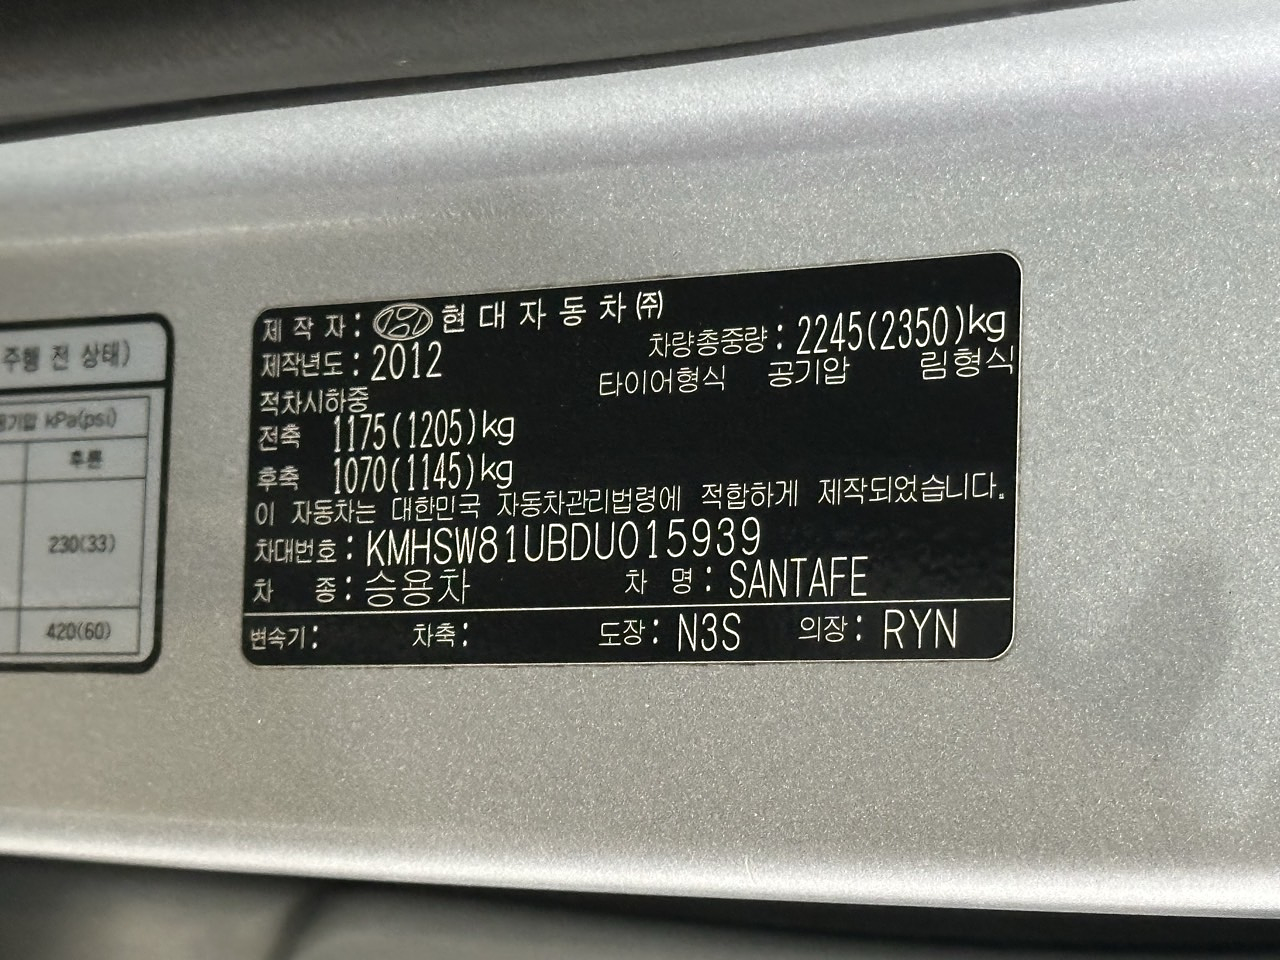 주행 전 상태)
공기압 kPa(psi)
후륜
230(33)
420(60)
제 작 자 : 현 대 자 동 차 ㈜
제작년도 : 2012 차량총중량 : 2245(2350)kg
타이어형식 공기압 림형식
적차시하중
전축 1175(1205)kg
후축 1070(1145)kg
이 자동차는 대한민국 자동차관리법령에 적합하게 제작되었습니다.
차대번호 : KMHSW81UBDU015939
차 종 : 승용차 차 명 : SANTAFE
변속기 : 차축 : 도장 : N3S 의장 : RYN